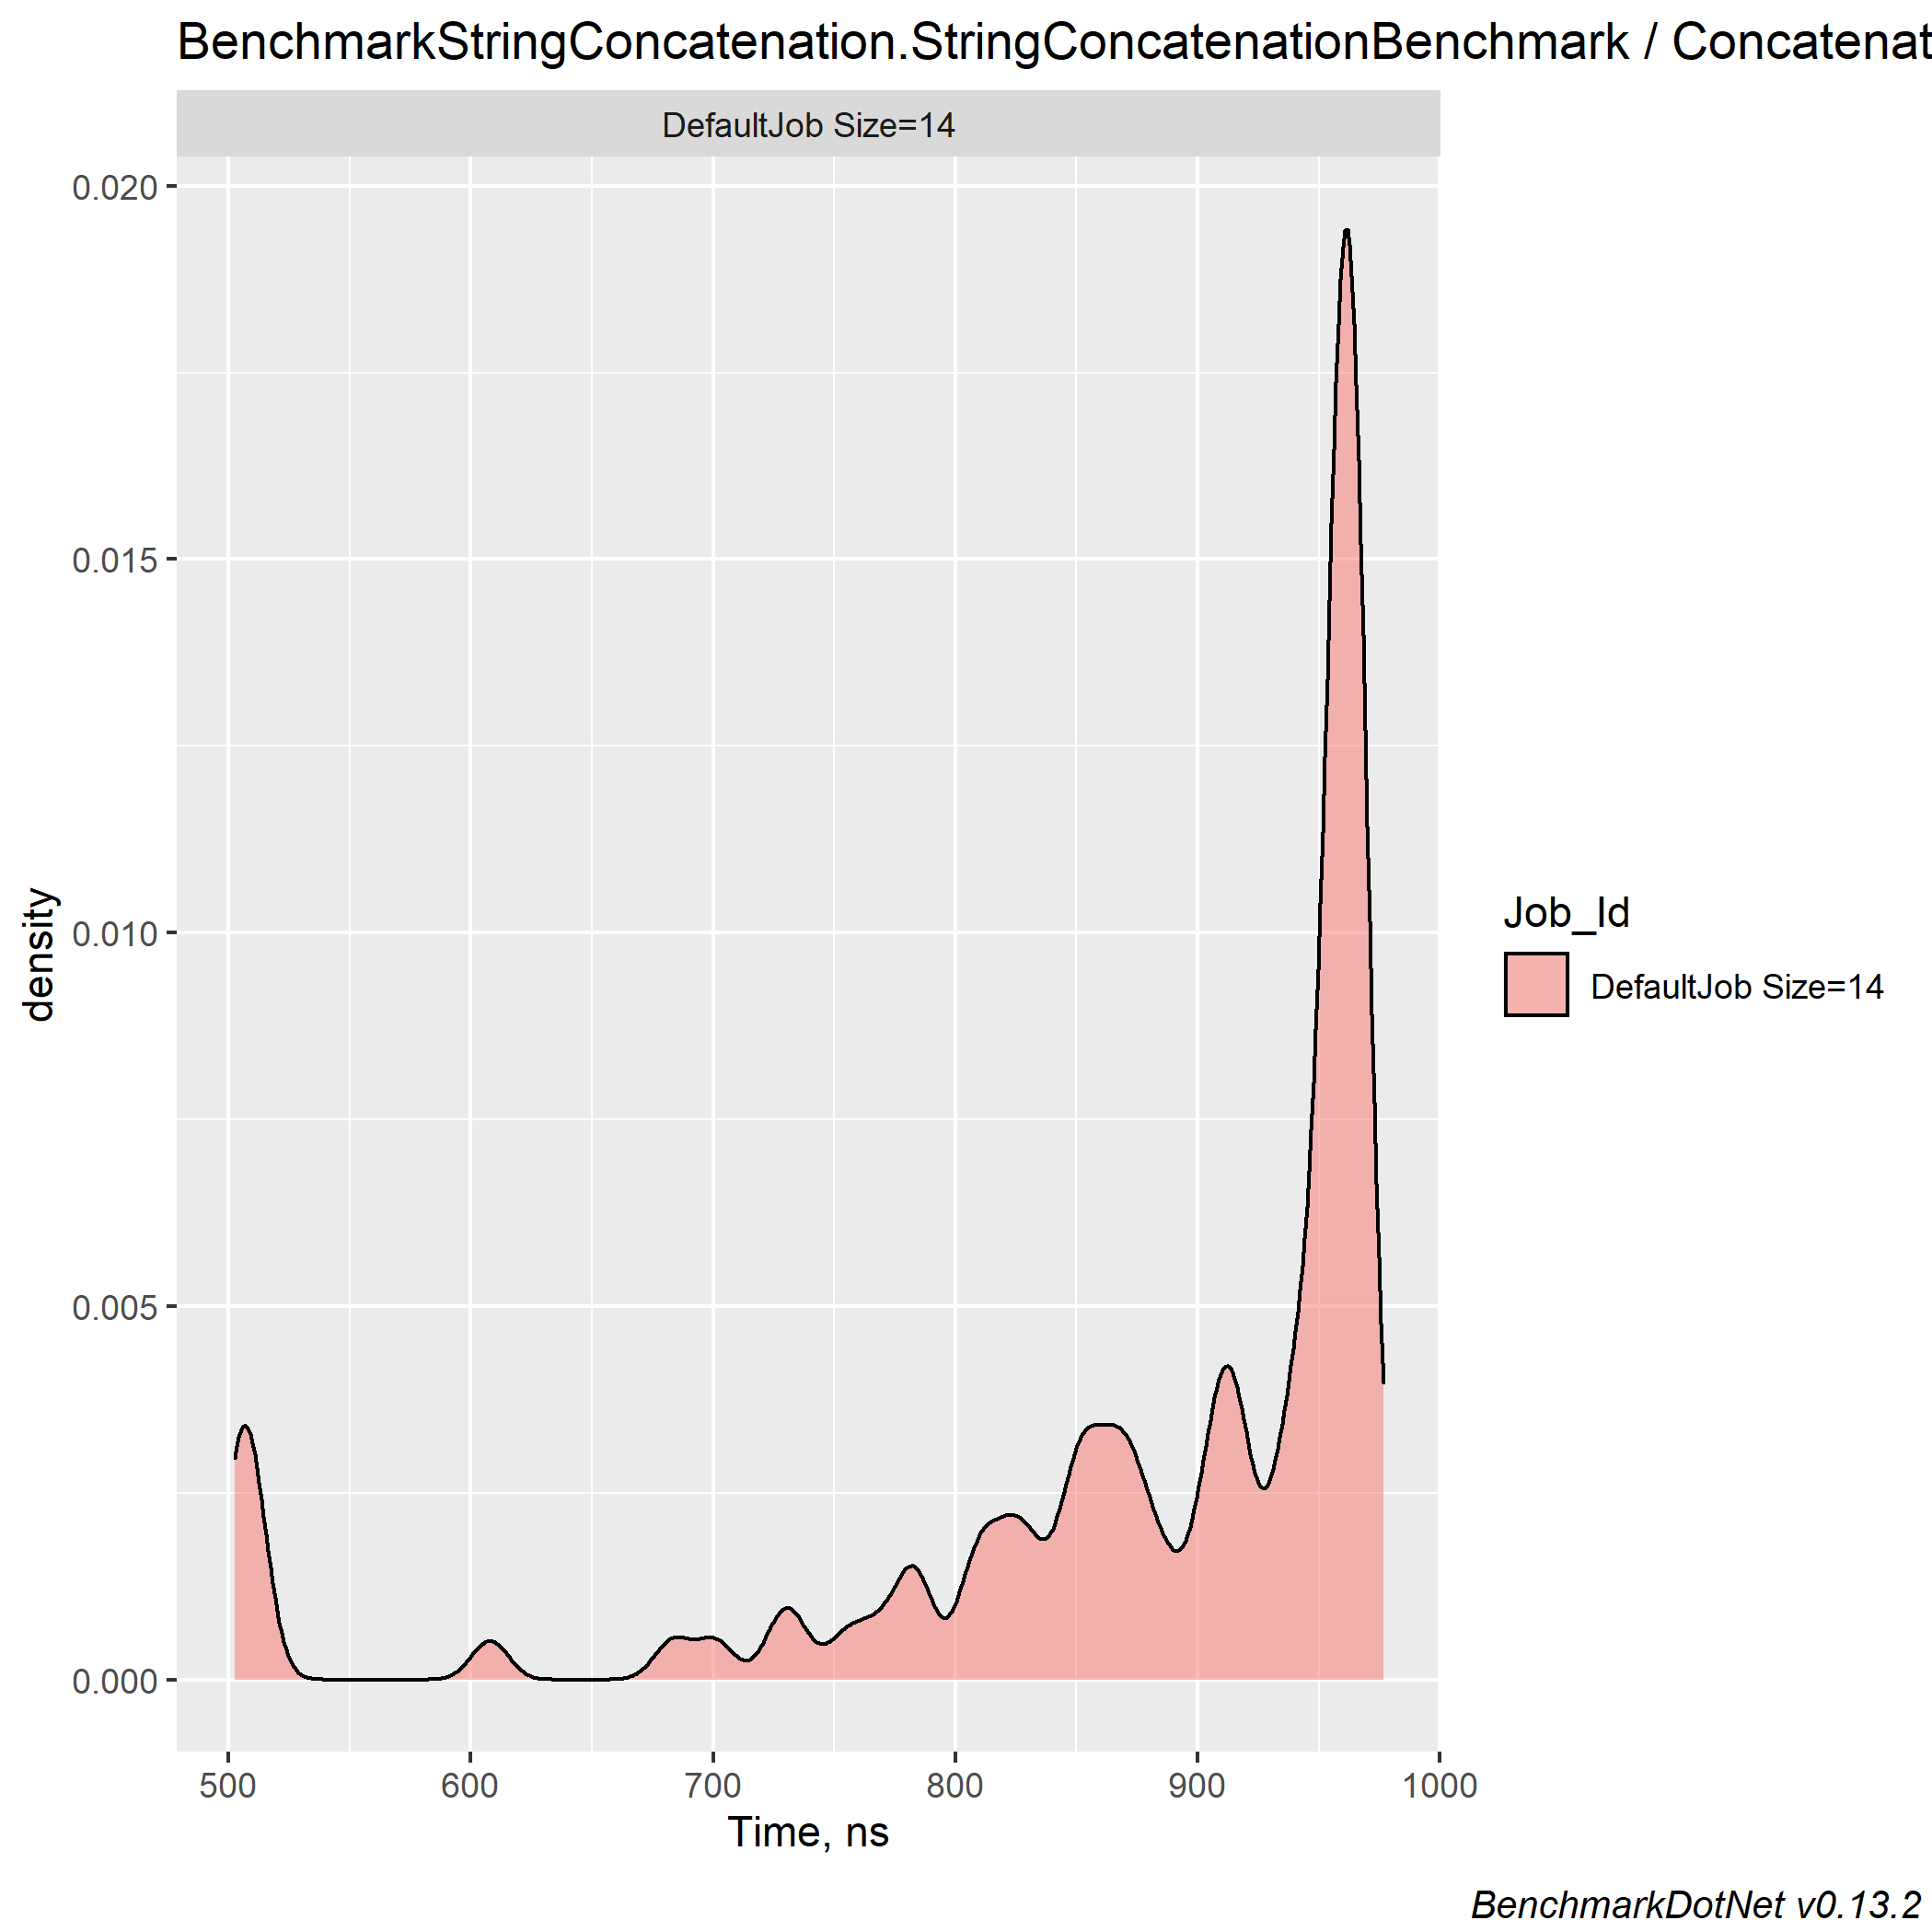 BenchmarkStringConcatenation.StringConcatenationBenchmark / Concatenat
DefaultJob Size=14
0.020
0.015
0.010
0.005
0.000
density
500 600 700 800 900 1000
Time, ns
Job_Id
DefaultJob Size=14
BenchmarkDotNet v0.13.2